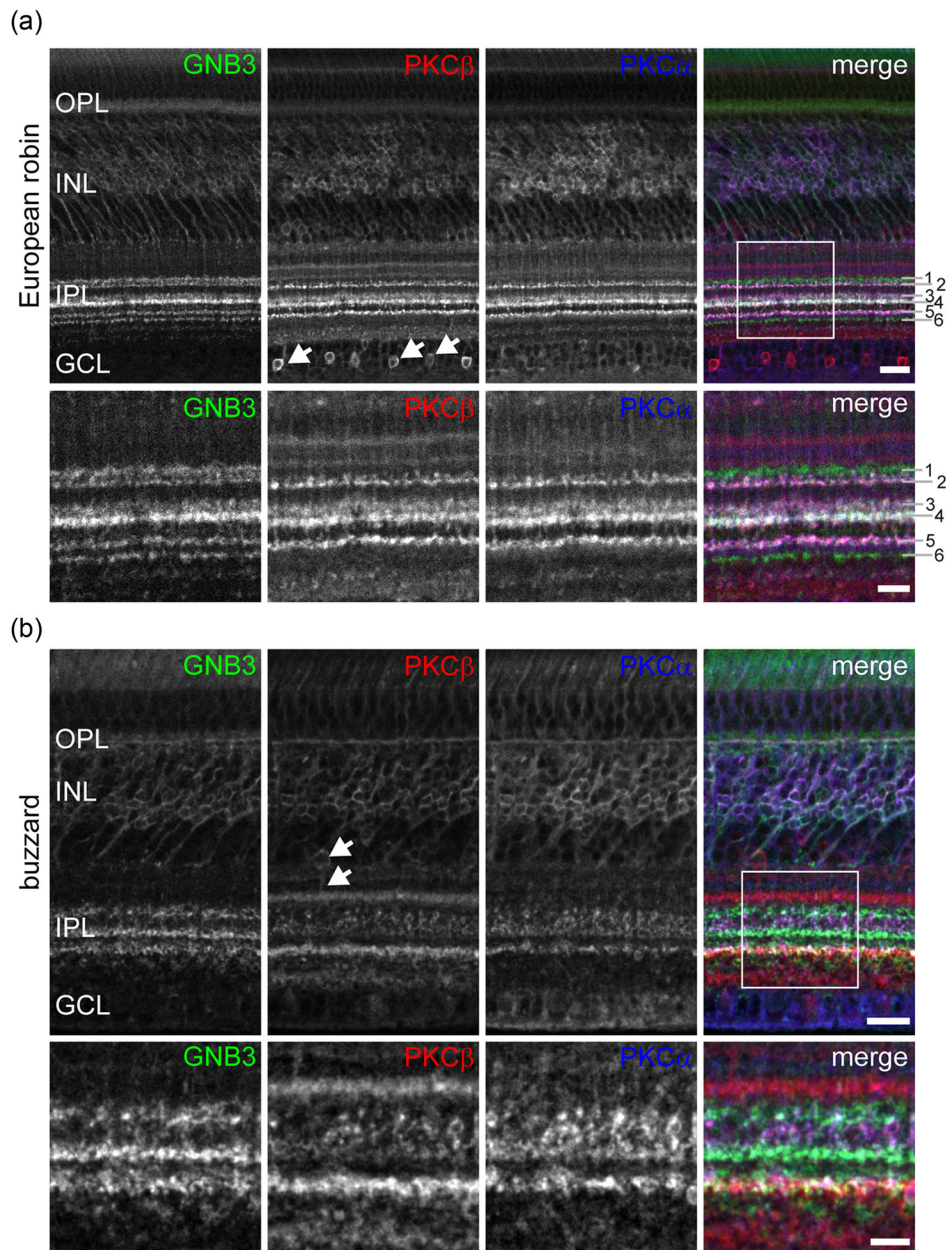 (a)
European robin
GNB3
PKCβ
PKCα
merge
OPL
INL
IPL
GCL
1
2
3
4
5
6
GNB3
PKCβ
PKCα
merge
1
2
3
4
5
6
(b)
buzzard
GNB3
PKCβ
PKCα
merge
OPL
INL
IPL
GCL
GNB3
PKCβ
PKCα
merge